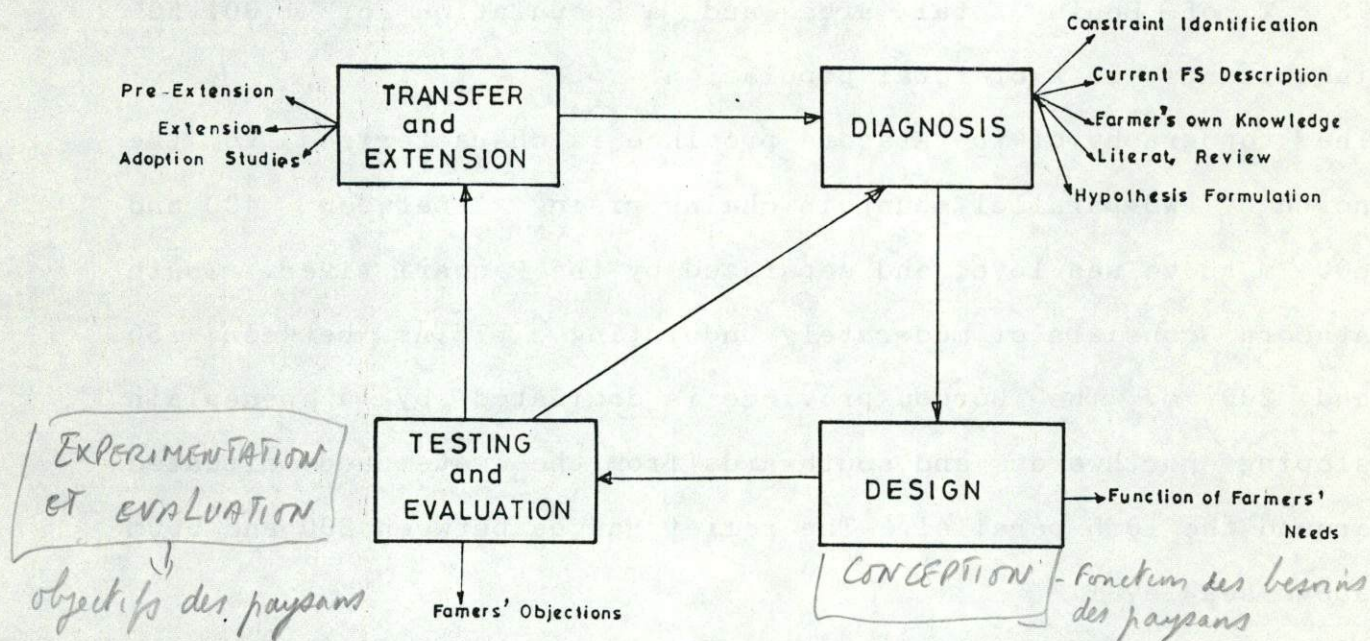 Constraint Identification
Current FS Description
Farmer's own Knowledge
Literat. Review
Hypothesis Formulation
DIAGNOSIS
TRANSFER
and
EXTENSION
Pre-Extension
Extension
Adoption Studies
TESTING
and
EVALUATION
Famers' Objections
DESIGN
Function of Farmers'
Needs
EXPERIMENTATION
ET EVALUATION
objectifs des paysans
CONCEPTION - Fonction des besoins
des paysans